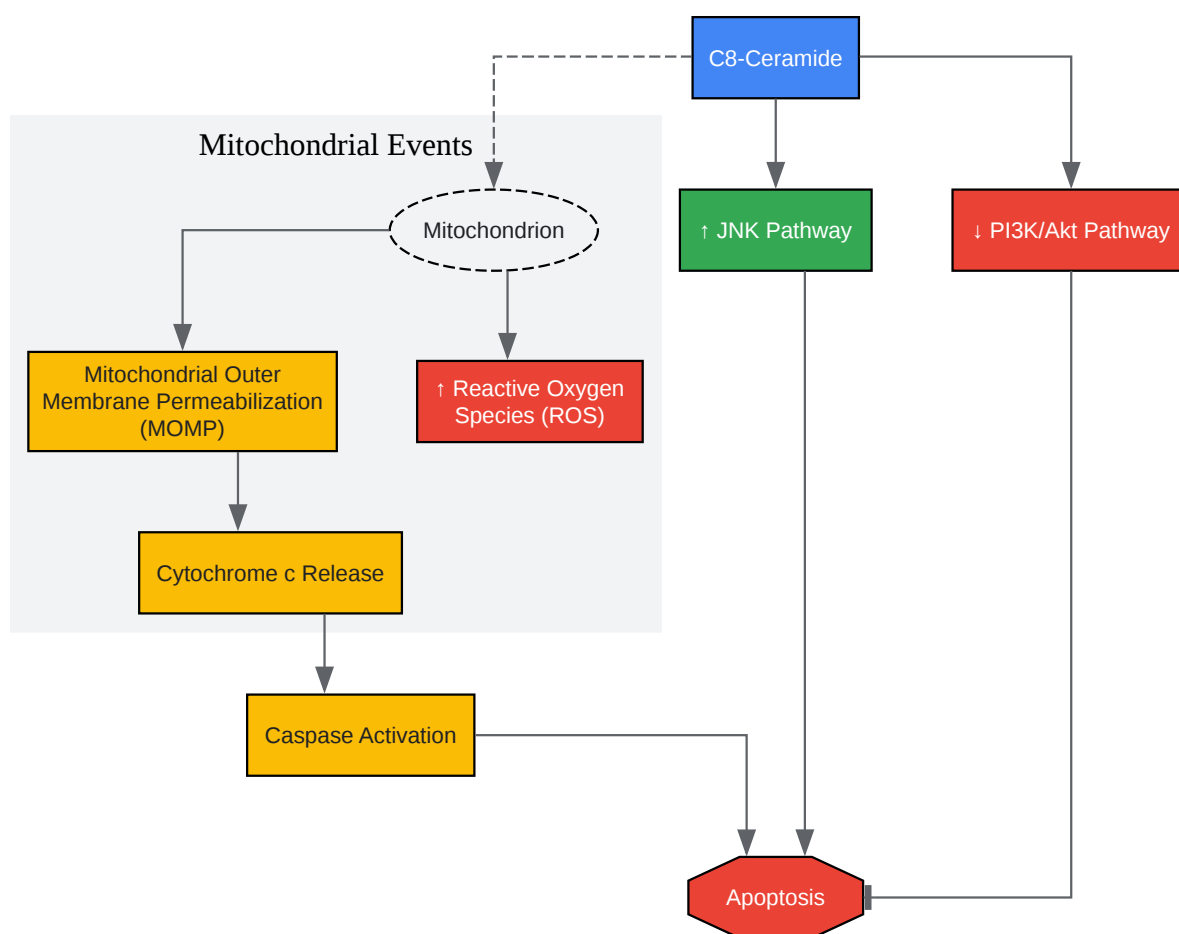 C8-Ceramide
Mitochondrial Events
Mitochondrion
↑ JNK Pathway
↓ PI3K/Akt Pathway
Mitochondrial Outer
Membrane Permeabilization
(MOMP)
↑ Reactive Oxygen
Species (ROS)
Cytochrome c Release
Caspase Activation
Apoptosis